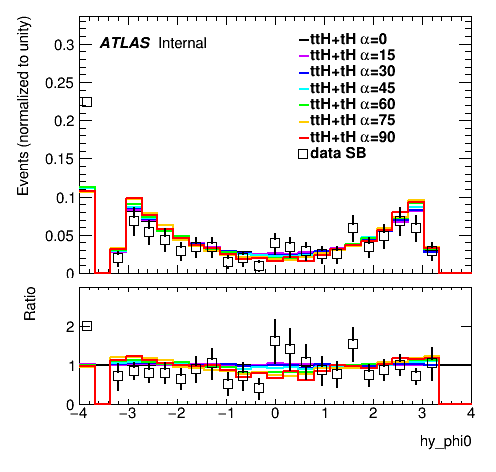 Events (normalized to unity)
ATLAS Internal
0.3
0.25
0.2
0.15
0.1
0.05
0
ttH+tH α=0
ttH+tH α=15
ttH+tH α=30
ttH+tH α=45
ttH+tH α=60
ttH+tH α=75
ttH+tH α=90
data SB
Ratio
2
1
0
−4 −3 −2 −1 0 1 2 3 4
hy_phi0